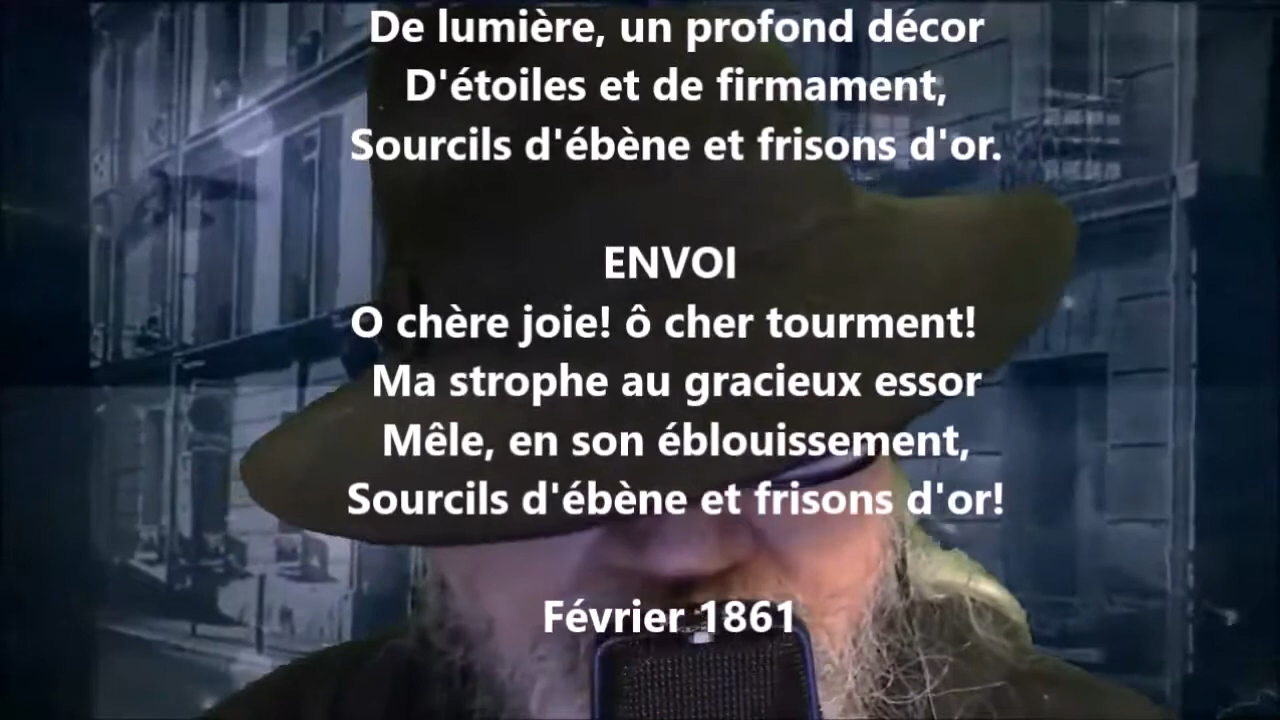 De lumière, un profond décor
D'étoiles et de firmament,
Sourcils d'ébène et frisons d'or.
ENVOI
O chère joie! ô cher tourment!
Ma strophe au gracieux essor
Mêle, en son éblouissement,
Sourcils d'ébène et frisons d'or!
Février 1861